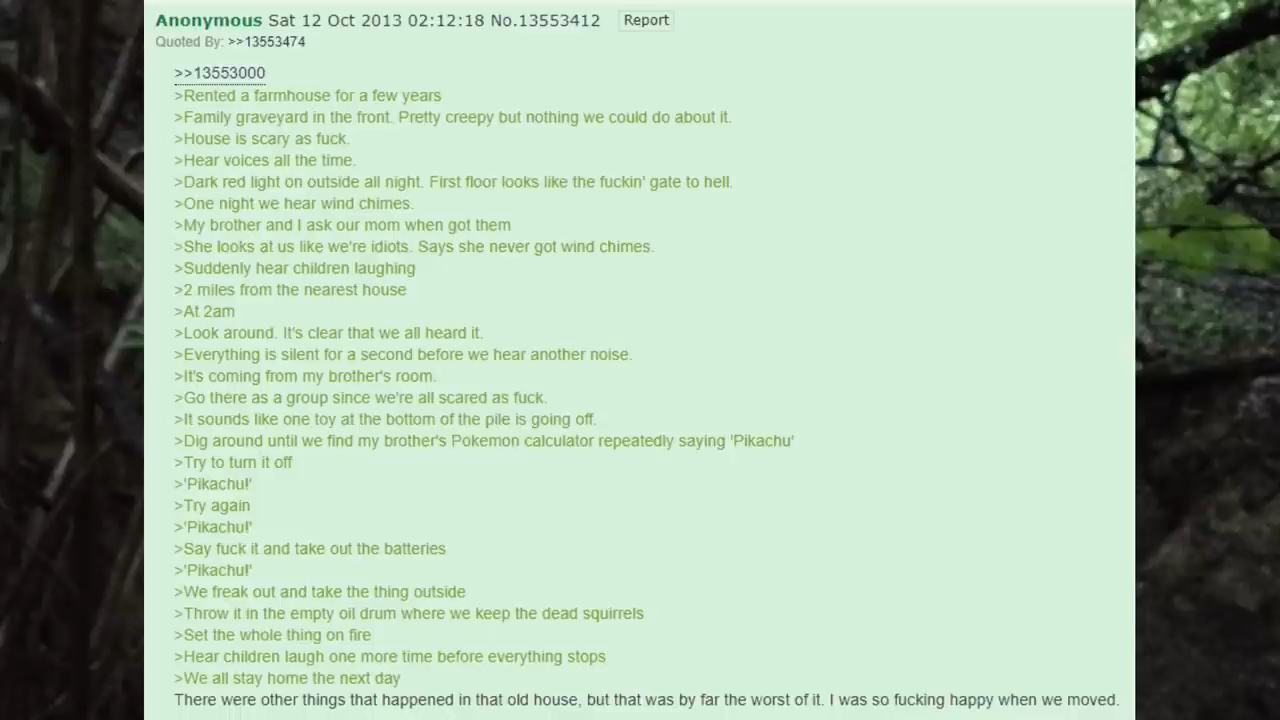 Anonymous Sat 12 Oct 2013 02:12:18 No.13553412 Report
Quoted By: >>13553474
>>13553000
>Rented a farmhouse for a few years
>Family graveyard in the front. Pretty creepy but nothing we could do about it.
>House is scary as fuck.
>Hear voices all the time.
>Dark red light on outside all night. First floor looks like the fuckin' gate to hell.
>One night we hear wind chimes.
>My brother and I ask our mom when got them
>She looks at us like we're idiots. Says she never got wind chimes.
>Suddenly hear children laughing
>2 miles from the nearest house
>At 2am
>Look around. It's clear that we all heard it.
>Everything is silent for a second before we hear another noise.
>It's coming from my brother's room.
>Go there as a group since we're all scared as fuck.
>It sounds like one toy at the bottom of the pile is going off.
>Dig around until we find my brother's Pokemon calculator repeatedly saying 'Pikachu'
>Try to turn it off
>'Pikachu!'
>Try again
>'Pikachu!'
>Say fuck it and take out the batteries
>'Pikachu!'
>We freak out and take the thing outside
>Throw it in the empty oil drum where we keep the dead squirrels
>Set the whole thing on fire
>Hear children laugh one more time before everything stops
>We all stay home the next day
There were other things that happened in that old house, but that was by far the worst of it. I was so fucking happy when we moved.